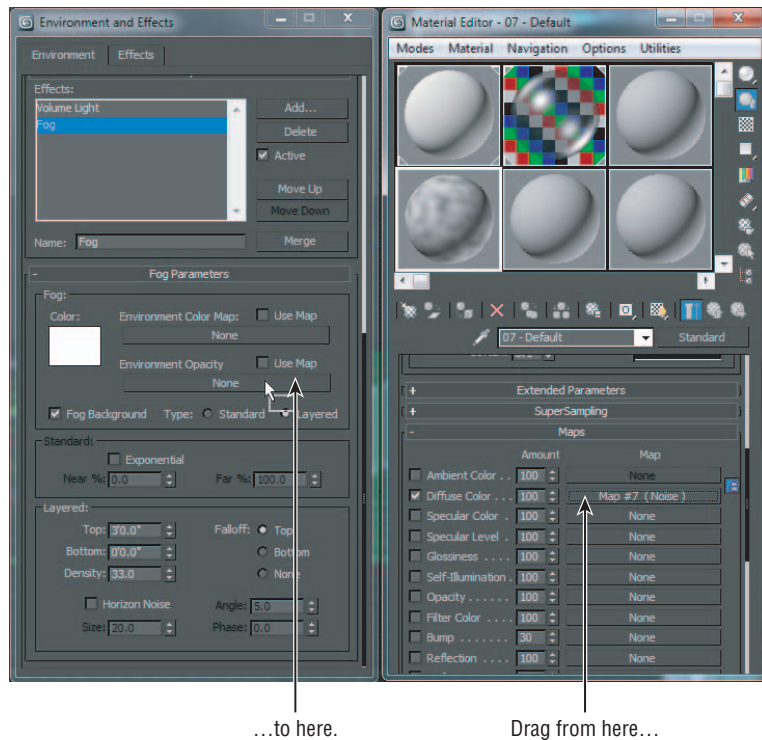 Environment and Effects
Environment
Effects
Effects:
Volume Light
Fog
Add...
Delete
Active
Move Up
Move Down
Name: Fog
Merge
- Fog Parameters
Fog:
Color:
Environment Color Map:
Use Map
None
Environment Opacity
Use Map
None
Fog Background Type: Standard Layered
Standard:
Exponential
Near %: 0.0 Far %: 100.0
Layered:
Top: 3'0.0" Falloff: Top
Bottom: 0'0.0" Bottom
Density: 33.0 None
Horizon Noise Angle: 5.0
Size: 20.0 Phase: 0.0
…to here.
Material Editor - 07 - Default
Modes Material Navigation Options Utilities
07 - Default
Standard
+ Extended Parameters
+ SuperSampling
- Maps
Amount Map
Ambient Color . . 100 None
Diffuse Color . . . 100 Map #7 ( Noise )
Specular Color . 100 None
Specular Level . 100 None
Glossiness . . . . 100 None
Self-Illumination . 100 None
Opacity . . . . . . 100 None
Filter Color . . . . 100 None
Bump . . . . . . . 30 None
Reflection . . . . 100 None
Drag from here…